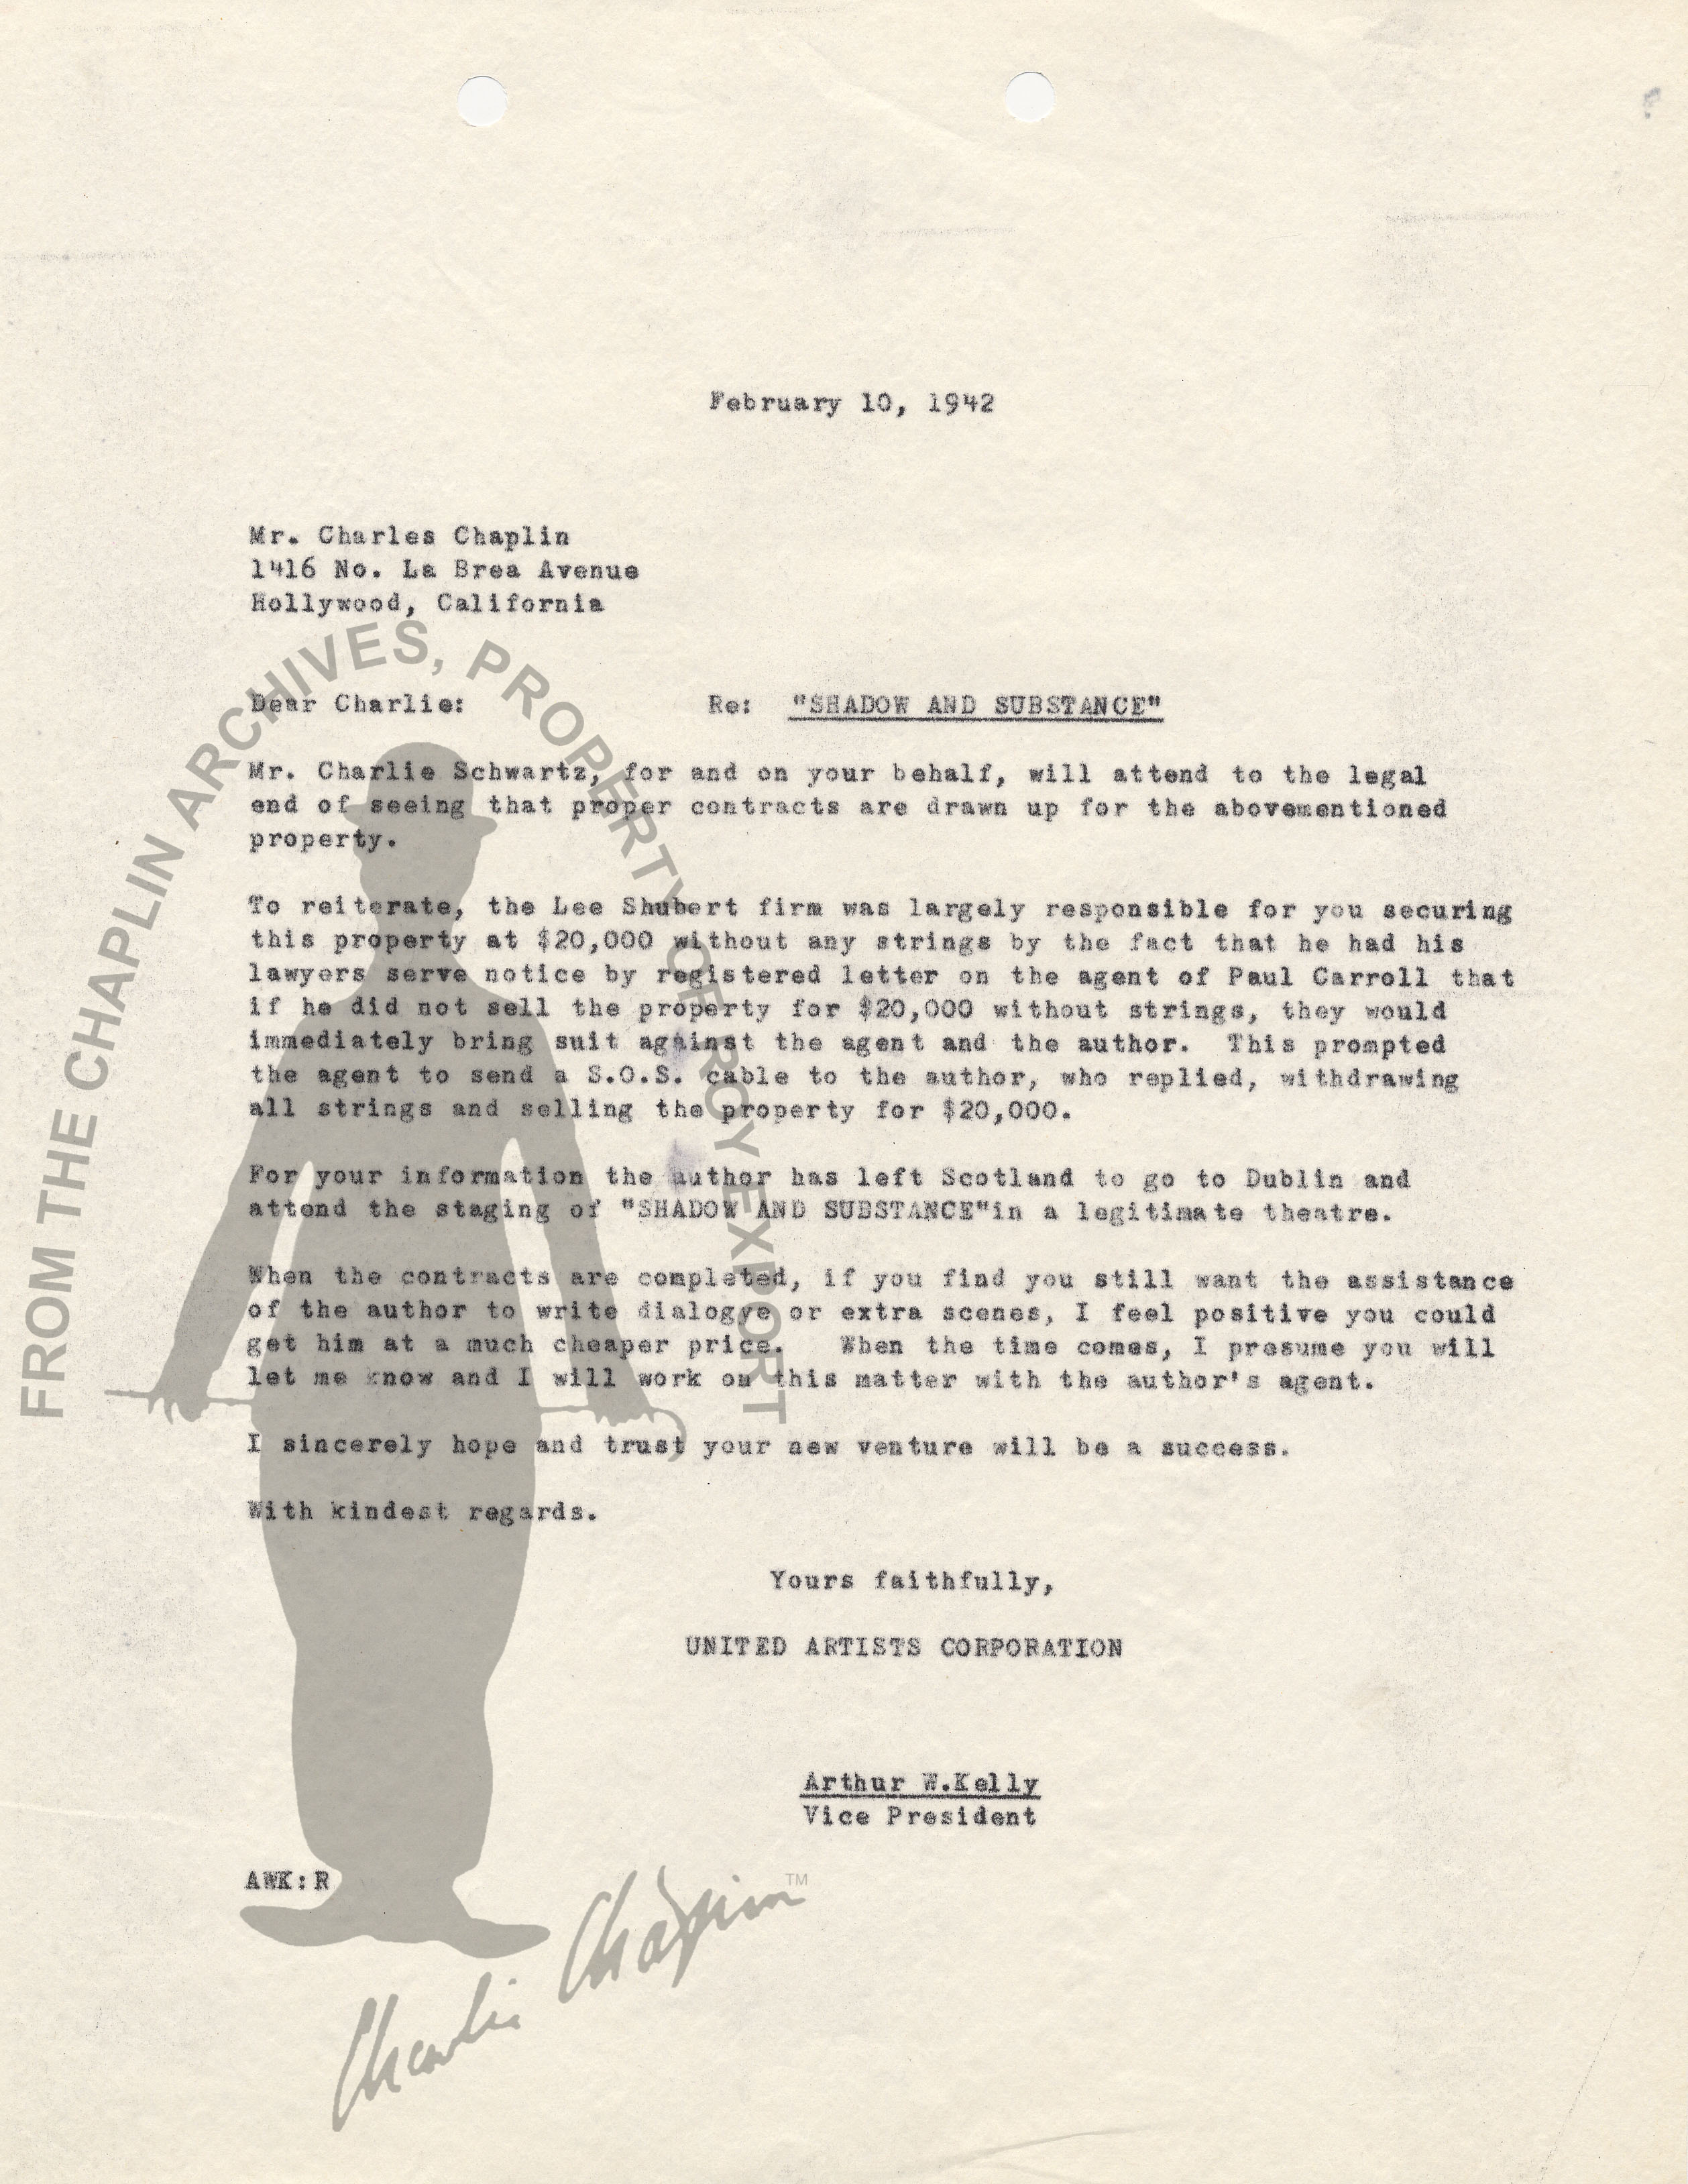 February 10, 1942
Mr. Charles Chaplin
1416 No. La Brea Avenue
Hollywood, California
Dear Charlie: Re: "SHADOW AND SUBSTANCE"
Mr. Charlie Schwartz, for and on your behalf, will attend to the legal
end of seeing that proper contracts are drawn up for the abovementioned
property.
To reiterate, the Lee Shubert firm was largely responsible for you securing
this property at $20,000 without any strings by the fact that he had his
lawyers serve notice by registered letter on the agent of Paul Carroll that
if he did not sell the property for $20,000 without strings, they would
immediately bring suit against the agent and the author. This prompted
the agent to send a S.O.S. cable to the author, who replied, withdrawing
all strings and selling the property for $20,000.
For your information the author has left Scotland to go to Dublin and
attend the staging of "SHADOW AND SUBSTANCE"in a legitimate theatre.
When the contracts are completed, if you find you still want the assistance
of the author to write dialogye or extra scenes, I feel positive you could
get him at a much cheaper price. When the time comes, I presume you will
let me know and I will work on this matter with the author's agent.
I sincerely hope and trust your new venture will be a success.
With kindest regards.
Yours faithfully,
UNITED ARTISTS CORPORATION
Arthur W.Kelly
Vice President
AWK:R
FROM THE CHAPLIN ARCHIVES, PROPERTY OF ROY EXPORT
Charlie Chaplin™